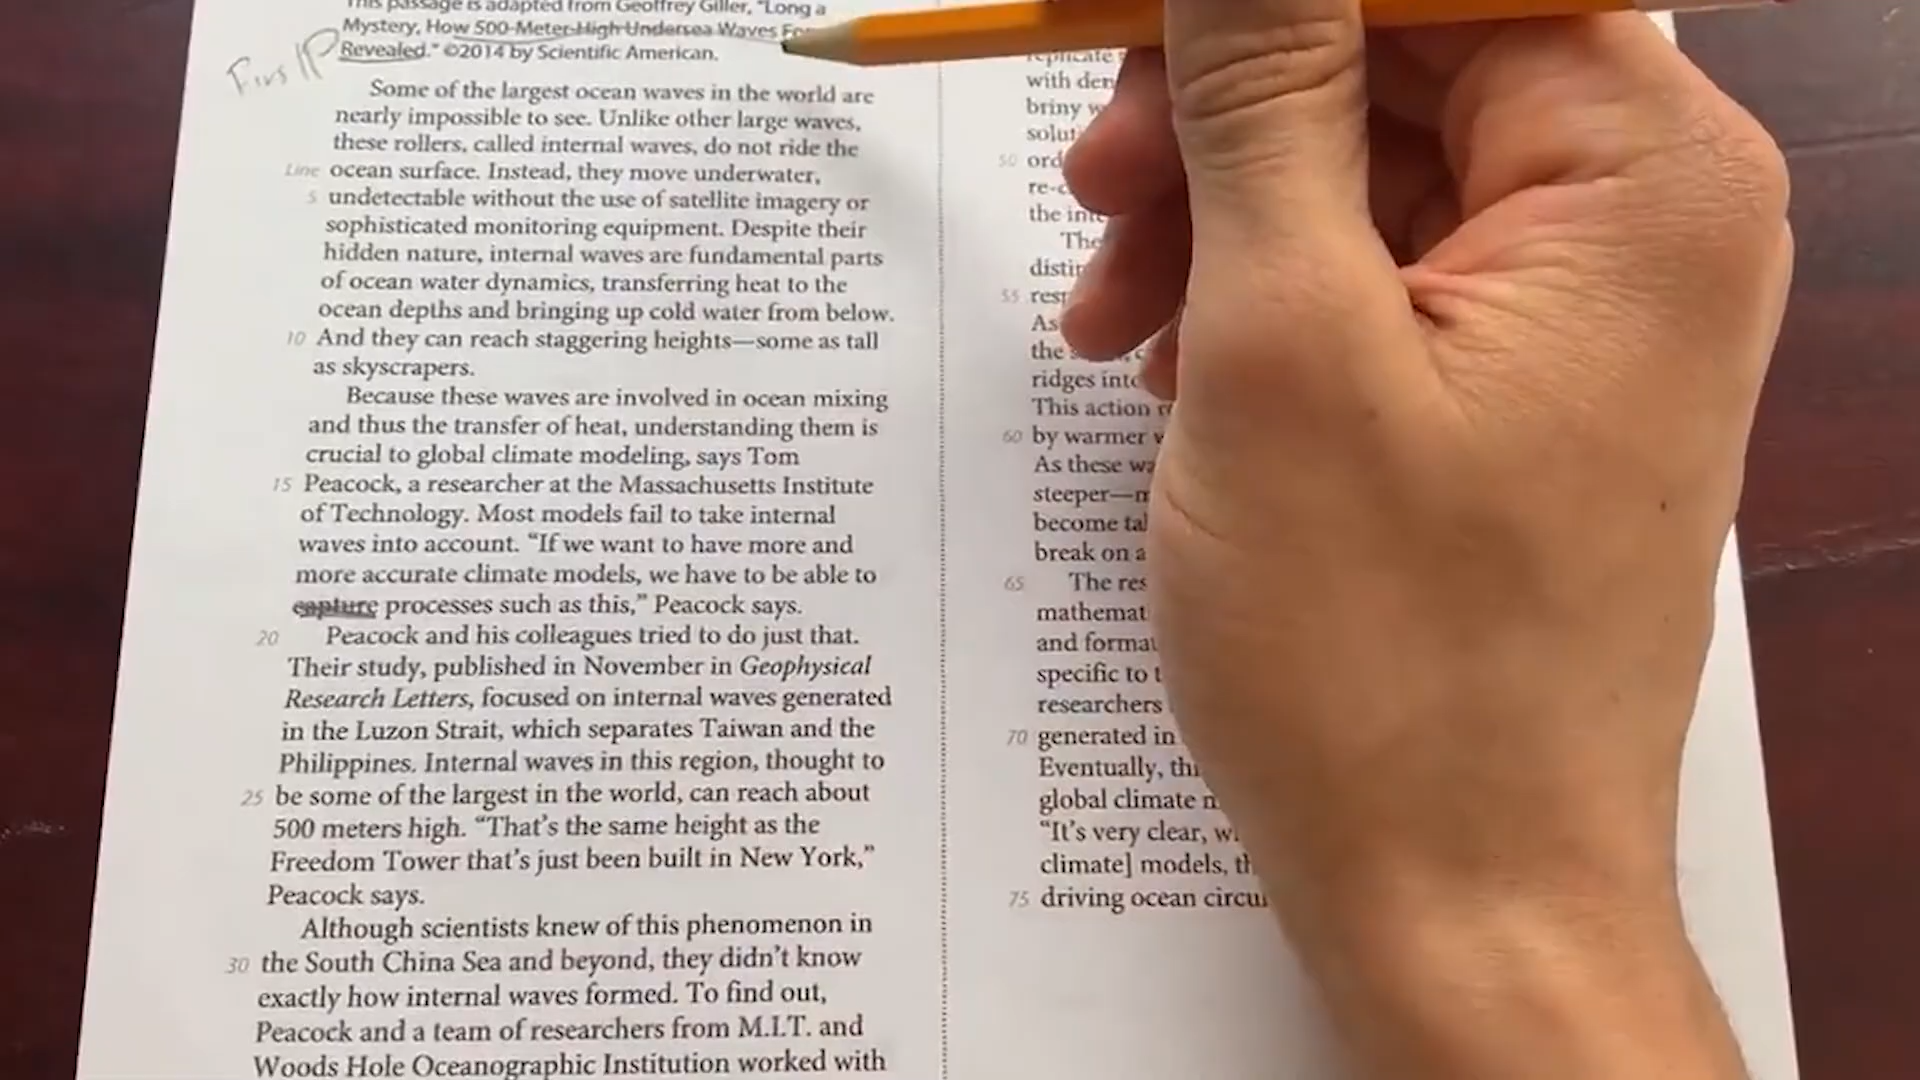 This passage is adapted from Geoffrey Giller, “Long a
Mystery, How 500-Meter-High Undersea Waves
Revealed.” ©2014 by Scientific American.
Some of the largest ocean waves in the world are
nearly impossible to see. Unlike other large waves,
these rollers, called internal waves, do not ride the
Line ocean surface. Instead, they move underwater,
5 undetectable without the use of satellite imagery or
sophisticated monitoring equipment. Despite their
hidden nature, internal waves are fundamental parts
of ocean water dynamics, transferring heat to the
ocean depths and bringing up cold water from below.
10 And they can reach staggering heights—some as tall
as skyscrapers.
Because these waves are involved in ocean mixing
and thus the transfer of heat, understanding them is
crucial to global climate modeling, says Tom
15 Peacock, a researcher at the Massachusetts Institute
of Technology. Most models fail to take internal
waves into account. “If we want to have more and
more accurate climate models, we have to be able to
capture processes such as this,” Peacock says.
20 Peacock and his colleagues tried to do just that.
Their study, published in November in Geophysical
Research Letters, focused on internal waves generated
in the Luzon Strait, which separates Taiwan and the
Philippines. Internal waves in this region, thought to
25 be some of the largest in the world, can reach about
500 meters high. “That’s the same height as the
Freedom Tower that’s just been built in New York,”
Peacock says.
Although scientists knew of this phenomenon in
30 the South China Sea and beyond, they didn’t know
exactly how internal waves formed. To find out,
Peacock and a team of researchers from M.I.T. and
Woods Hole Oceanographic Institution worked with
replicate
with den
briny w
solut
50 ord
re-c
the inte
The
distin
55 resp
As
the
ridges into
This action
60 by warmer
As these wa
steeper—m
become tal
break on a
65 The res
mathemat
and format
specific to t
researchers
70 generated in
Eventually, thi
global climate m
“It’s very clear, w
climate] models, th
75 driving ocean circul